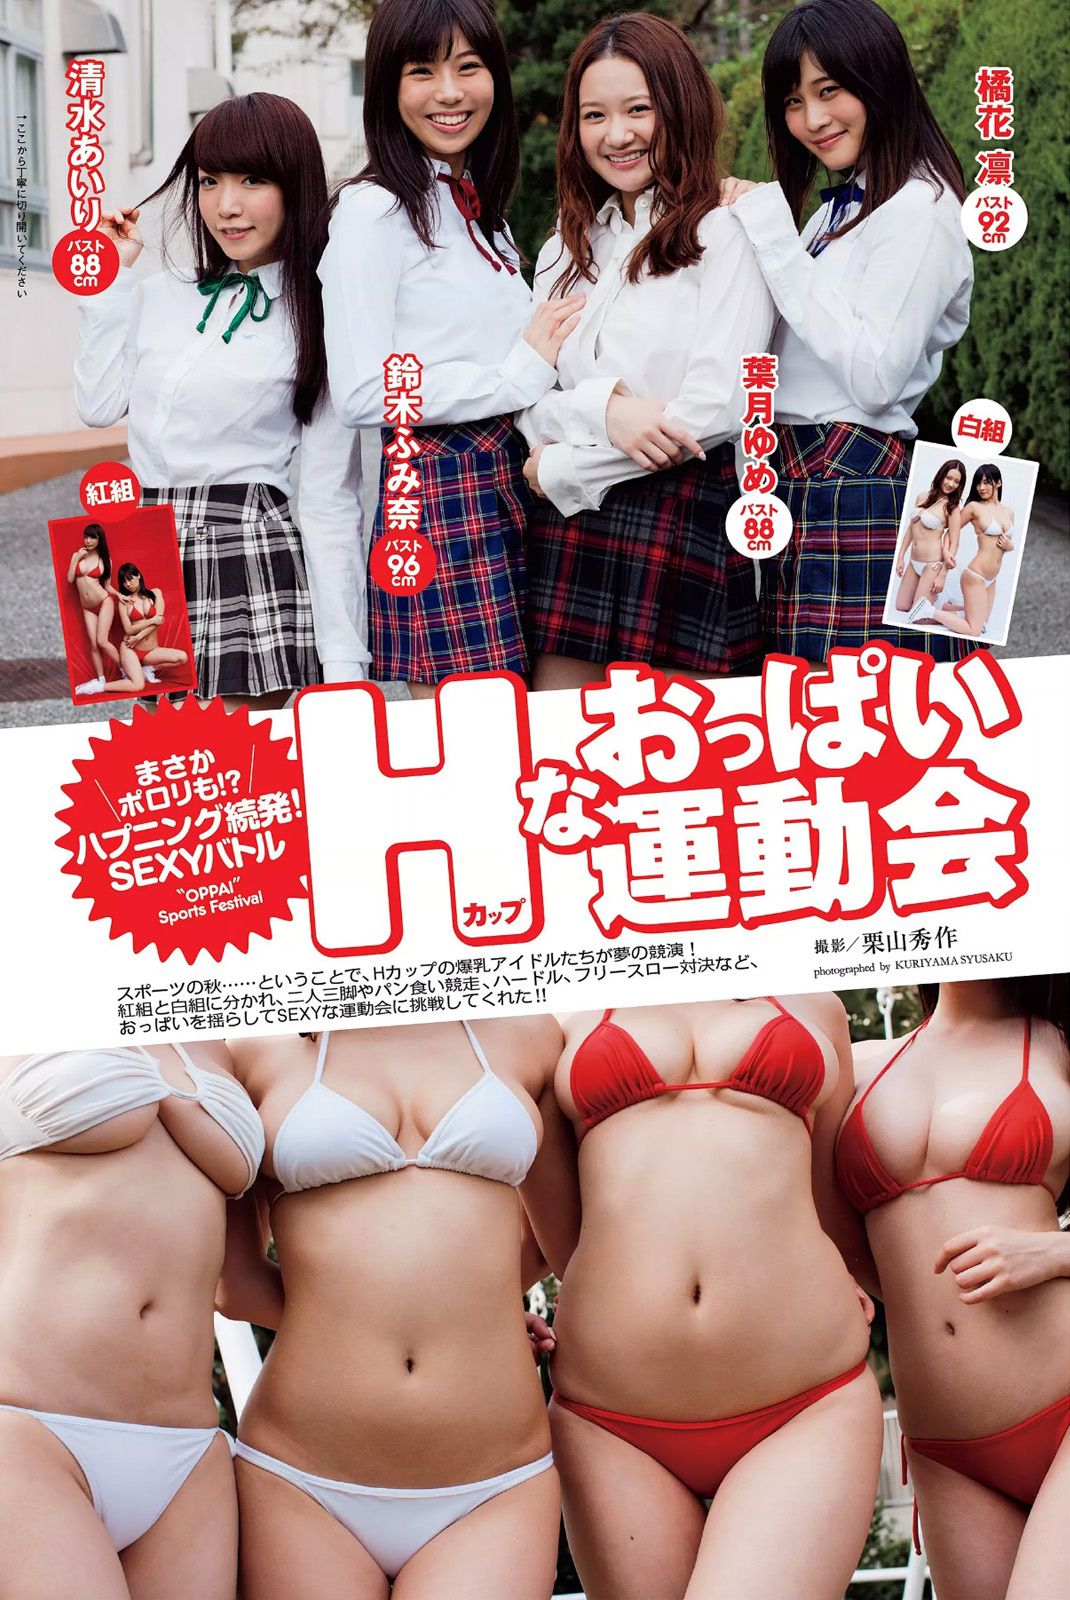 清水あいり
バスト
88
cm
→ここから丁寧に切り開いてください
鈴木ふみ奈
バスト
96
cm
葉月ゆめ
バスト
88
cm
橘花 凛
バスト
92
cm
紅組
白組
まさか
ポロリも!?
ハプニング続発!
SEXYバトル
"OPPAI"
Sports Festival
Hな
カップ
おっぱい
運動会
撮影／栗山秀作
photographed by KURIYAMA SYUSAKU
スポーツの秋……ということで、Hカップの爆乳アイドルたちが夢の競演！
紅組と白組に分かれ、二人三脚やパン食い競走、ハードル、フリースロー対決など、
おっぱいを揺らしてSEXYな運動会に挑戦してくれた!!